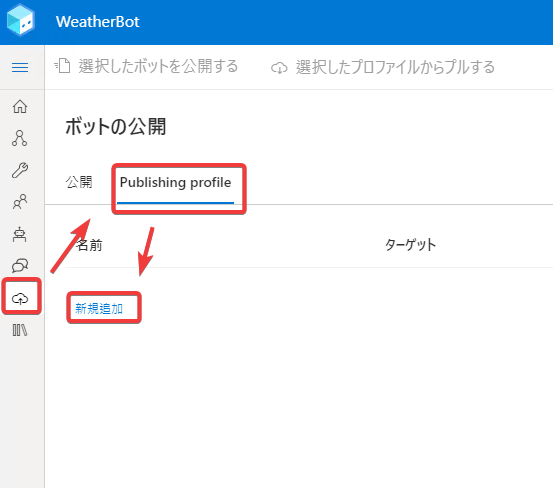 WeatherBot
選択したボットを公開する 選択したプロファイルからプルする
ボットの公開
公開 Publishing profile
名前 ターゲット
新規追加